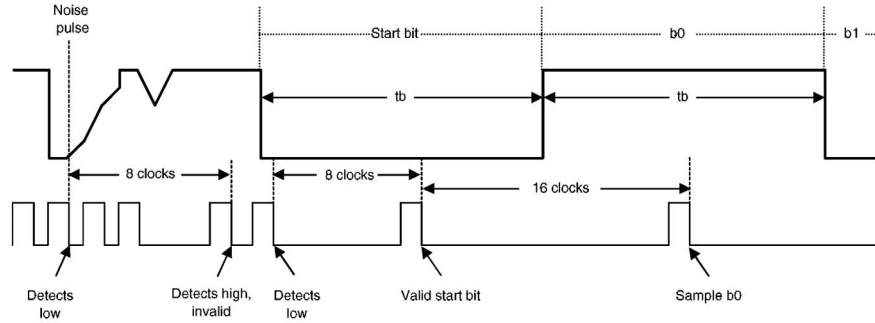 Noise
pulse
Start bit
b0
b1
tb
tb
8 clocks
8 clocks
16 clocks
Detects
low
Detects high,
invalid
Detects
low
Valid start bit
Sample b0